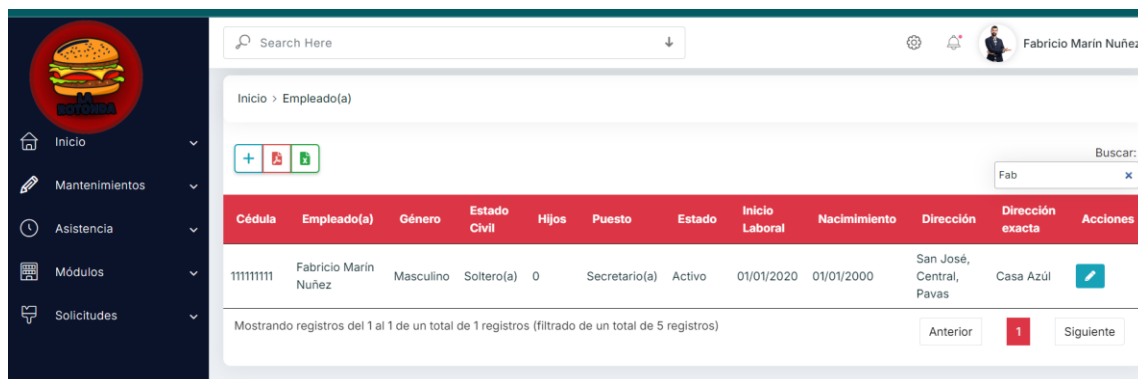 Search Here
Fabricio Marín Nuñez
LA
ROTONDA
Inicio > Empleado(a)
Inicio
Mantenimientos
Asistencia
Módulos
Solicitudes
Buscar:
Fab
Cédula Empleado(a) Género Estado Civil Hijos Puesto Estado Inicio Laboral Nacimimiento Dirección Dirección exacta Acciones
111111111 Fabricio Marín Nuñez Masculino Soltero(a) 0 Secretario(a) Activo 01/01/2020 01/01/2000 San José, Central, Pavas Casa Azúl
Mostrando registros del 1 al 1 de un total de 1 registros (filtrado de un total de 5 registros)
Anterior 1 Siguiente